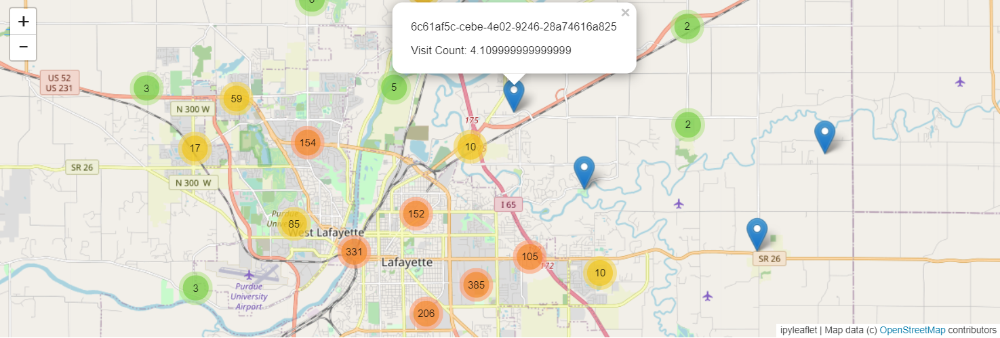 +
−
6
×
6c61af5c-cebe-4e02-9246-28a74616a825
Visit Count: 4.109999999999999
2
US 52
US 231
3
59
5
N 300 W
175
2
154
17
10
SR 26
N 300 W
I 65
152
Purdue
85
West Lafayette
331
Lafayette
105
172
SR 26
10
3
Purdue
University
Airport
385
206
ipyleaflet | Map data (c) OpenStreetMap contributors